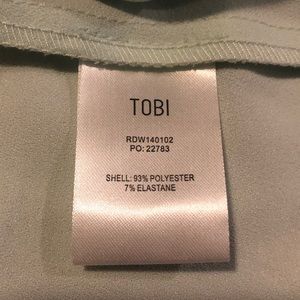 TOBI
RDW140102
PO: 22783
SHELL: 93% POLYESTER
7% ELASTANE